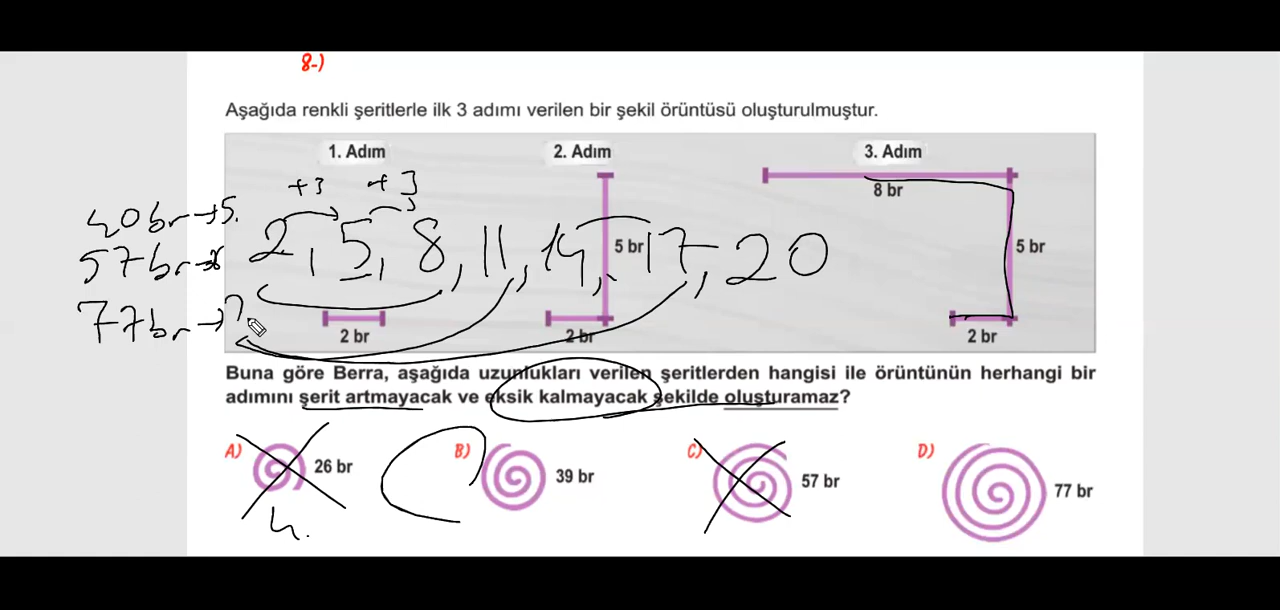 8-)
Aşağıda renkli şeritlerle ilk 3 adımı verilen bir şekil örüntüsü oluşturulmuştur.
1. Adım
2. Adım
3. Adım
+3 +3
8 br
40br→5.
2, 5, 8, 11, 14, 17, 20
5 br
5 br
57br→
77br→
2 br
2 br
2 br
Buna göre Berra, aşağıda uzunlukları verilen şeritlerden hangisi ile örüntünün herhangi bir
adımını şerit artmayacak ve eksik kalmayacak şekilde oluşturamaz?
A) 26 br
B) 39 br
C) 57 br
D) 77 br
4.